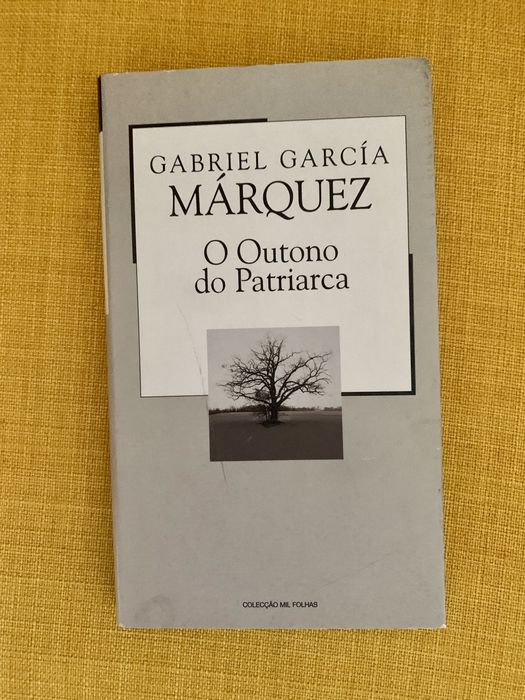 GABRIEL GARCÍA
MÁRQUEZ
O Outono
do Patriarca
COLECÇÃO MIL FOLHAS